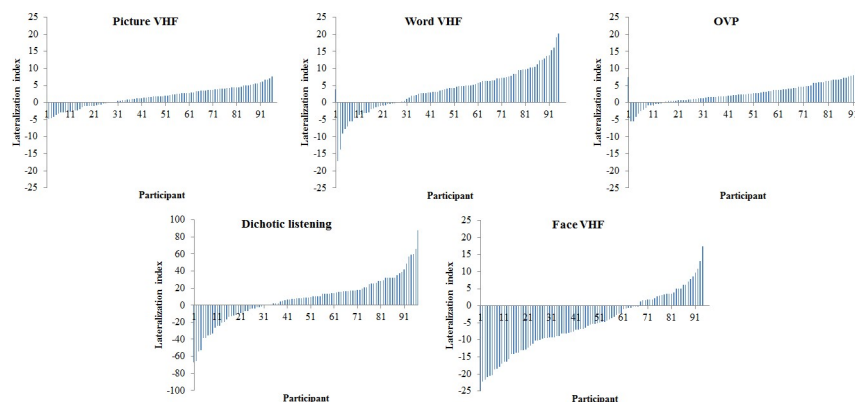 Picture VHF
Lateralization index
25
20
15
10
5
0
-5
-10
-15
-20
-25
1 11 21 31 41 51 61 71 81 91
Participant
Word VHF
Lateralization index
25
20
15
10
5
0
-5
-10
-15
-20
-25
1 11 21 31 41 51 61 71 81 91
Participant
OVP
Lateralization index
25
20
15
10
5
0
-5
-10
-15
-20
-25
1 11 21 31 41 51 61 71 81 91
Participant
Dichotic listening
Lateralization index
100
80
60
40
20
0
-20
-40
-60
-80
-100
1 11 21 31 41 51 61 71 81 91
Participant
Face VHF
Lateralization index
25
20
15
10
5
0
-5
-10
-15
-20
-25
1 11 21 31 41 51 61 71 81 91
Participant